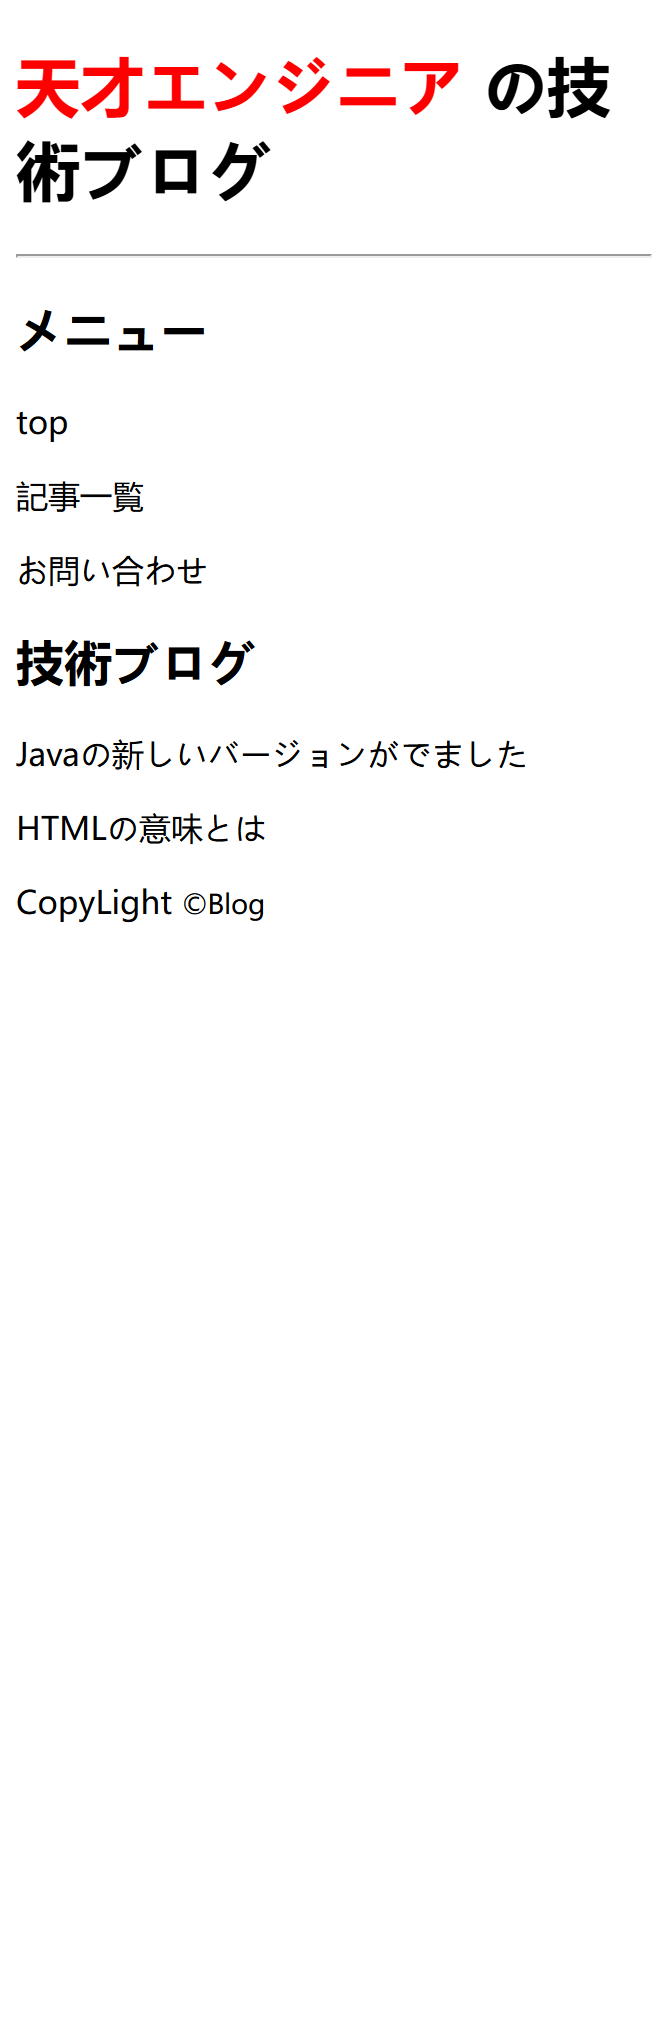 天才エンジニア の技
術ブログ
メニュー
top
記事一覧
お問い合わせ
技術ブログ
Javaの新しいバージョンがでました
HTMLの意味とは
CopyLight ©Blog